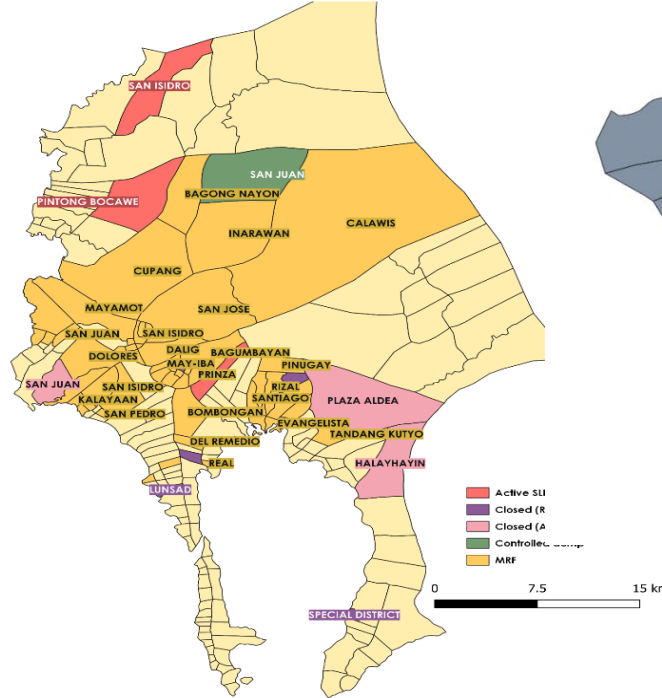 SAN ISIDRO
SAN JUAN
BAGONG NAYON
PINTONG BOCAWE
CALAWIS
INARAWAN
CUPANG
MAYAMOT
SAN JOSE
SAN JUAN
SAN ISIDRO
DALIG
BAGUMBAYAN
DOLORES
MAY-IBA
PINUGAY
PRINZA
SAN JUAN
SAN ISIDRO
RIZAL
KALAYAAN
SANTIAGO
PLAZA ALDEA
SAN PEDRO
BOMBONGAN
EVANGELISTA
TANDANG KUTYO
DEL REMEDIO
REAL
HALAYHAYIN
LUNSAD
SPECIAL DISTRICT
Active
Closed
Closed
Controlled
MRF
0 7.5 15 km